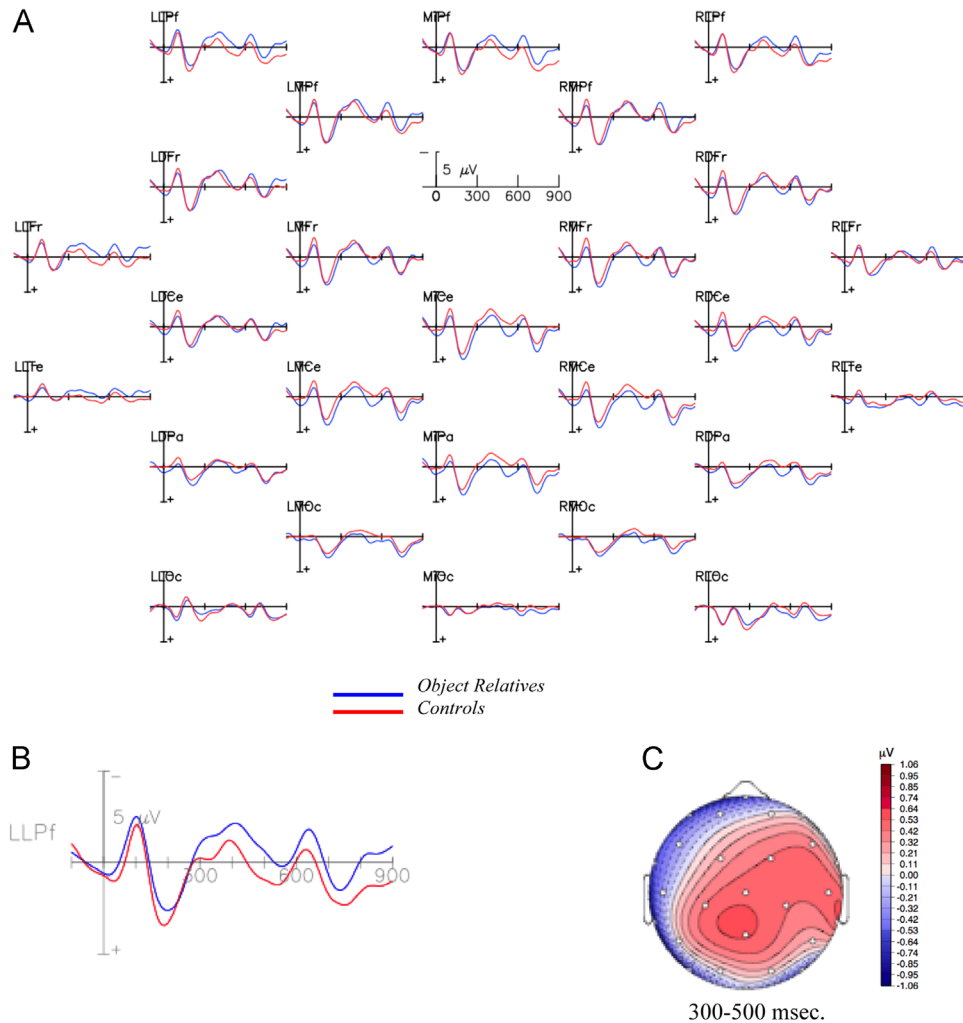 A
LLPf MiPf RLPf
+ + +
LMPf RMPf
+ +
LDFr – RDFr
5 µV
+ 0 300 600 900 +
LLFr LMFr RMFr RLFr
+ + + +
LDCe MiCe RDCe
+ + +
LLTe LMCe RMCe RLTe
+ + + +
LDPa MiPa RDPa
+ + +
LMOc RMOc
+ +
LLOc MiOc RLOc
+ + +
Object Relatives
Controls
B
–
5 µV
LLPf
300 600 900
+
C
µV
1.06
0.95
0.85
0.74
0.64
0.53
0.42
0.32
0.21
0.11
0.00
-0.11
-0.21
-0.32
-0.42
-0.53
-0.64
-0.74
-0.85
-0.95
-1.06
300-500 msec.